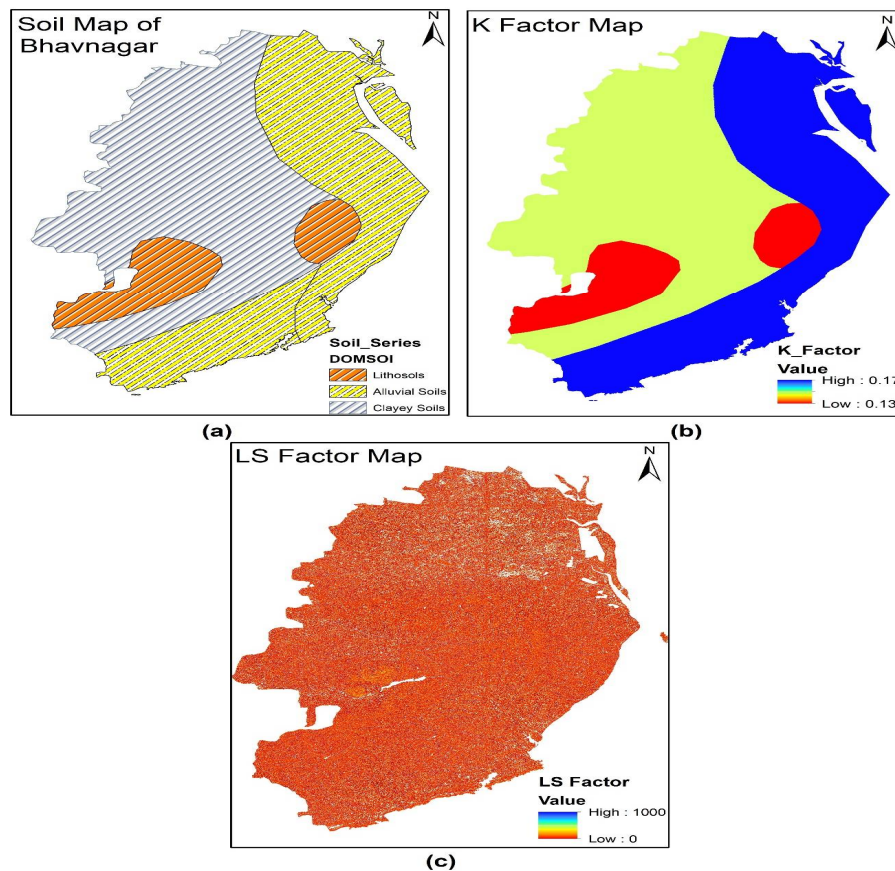 Soil Map of
Bhavnagar
N
Soil_Series
DOMSOI
Lithosols
Alluvial Soils
Clayey Soils
(a)
K Factor Map
N
K_Factor
Value
High : 0.17
Low : 0.13
(b)
LS Factor Map
N
LS Factor
Value
High : 1000
Low : 0
(c)